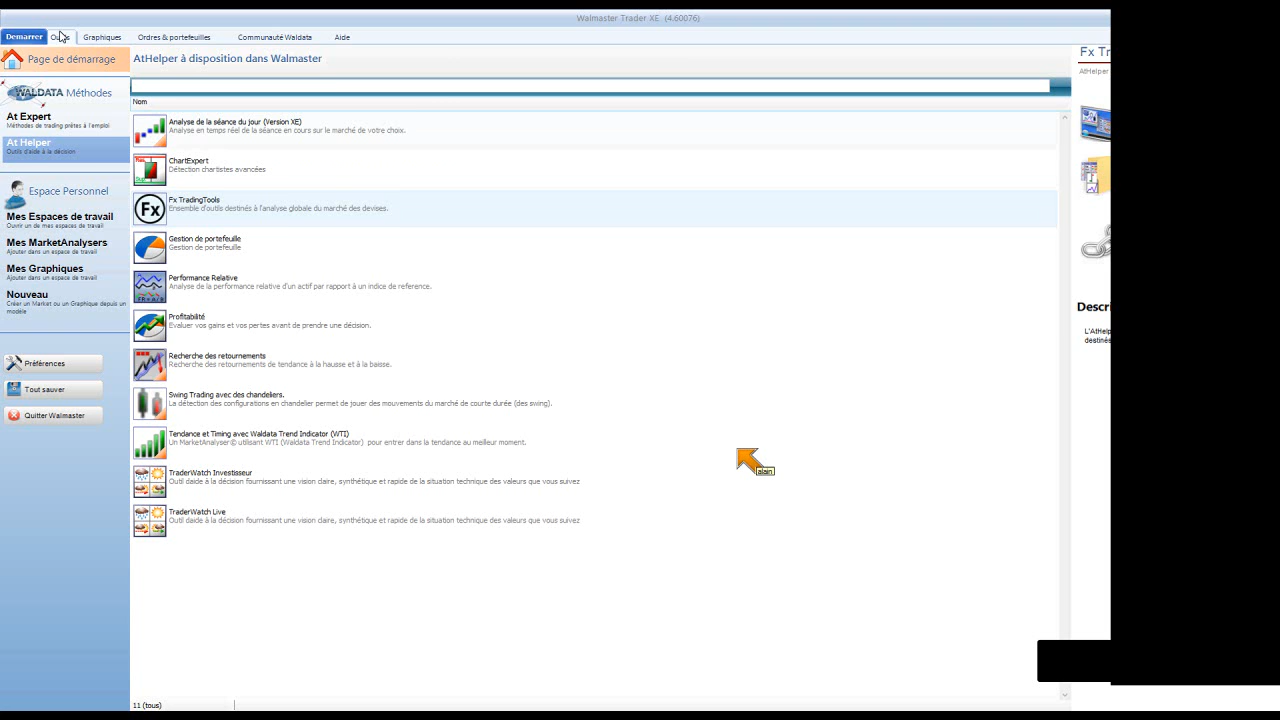 Walmaster Trader XE (4.60076)
Demarrer
Graphiques
Ordres & portefeuilles
Communauté Waldata
Aide
Page de démarrage
AtHelper à disposition dans Walmaster
Fx Tr
AtHelper
WALDATA Méthodes
Nom
At Expert
Méthodes de trading prêtes à l'emploi
At Helper
Outils d'aide à la décision
Analyse de la séance du jour (Version XE)
Analyse en temps réel de la séance en cours sur le marché de votre choix.
ChartExpert
Détection chartistes avancées
Espace Personnel
Mes Espaces de travail
Ouvrir un de mes espaces de travail
Mes MarketAnalysers
Ajouter dans un espace de travail
Mes Graphiques
Ajouter dans un espace de travail
Nouveau
Créer un Market ou un Graphique depuis un
modèle
Fx
Fx TradingTools
Ensemble d'outils destinés à l'analyse globale du marché des devises.
Gestion de portefeuille
Gestion de portefeuille
Performance Relative
Analyse de la performance relative d'un actif par rapport à un indice de reference.
Profitabilité
Evaluer vos gains et vos pertes avant de prendre une décision.
Descri
L'AtHelp
destinés
Recherche des retournements
Recherche des retournements de tendance à la hausse et à la baisse.
Préférences
Tout sauver
Quitter Walmaster
Swing Trading avec des chandeliers.
La détection des configurations en chandelier permet de jouer des mouvements du marché de courte durée (des swing).
Tendance et Timing avec Waldata Trend Indicator (WTI)
Un MarketAnalyser© utilisant WTI (Waldata Trend Indicator) pour entrer dans la tendance au meilleur moment.
alain
TraderWatch Investisseur
Outil daide à la décision fournissant une vision claire, synthétique et rapide de la situation technique des valeurs que vous suivez
TraderWatch Live
Outil daide à la décision fournissant une vision claire, synthétique et rapide de la situation technique des valeurs que vous suivez
11 (tous)